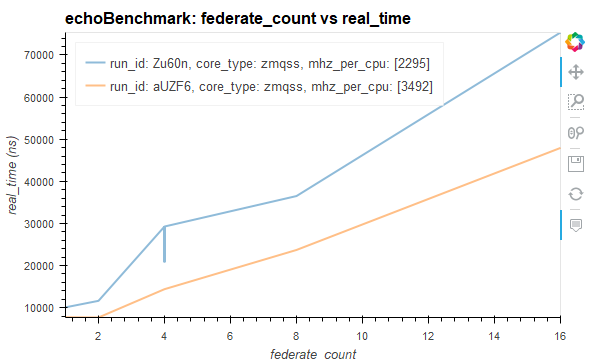 echoBenchmark: federate_count vs real_time
run_id: Zu60n, core_type: zmqss, mhz_per_cpu: [2295]
run_id: aUZF6, core_type: zmqss, mhz_per_cpu: [3492]
real_time (ns)
70000
60000
50000
40000
30000
20000
10000
2 4 6 8 10 12 14 16
federate_count